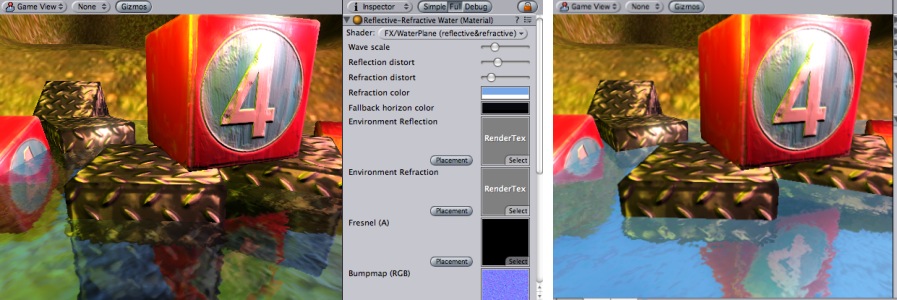 Game View None Gizmos
Inspector Simple Full Debug
Reflective-Refractive Water (Material)
Shader: FX/WaterPlane (reflective&refractive)
Wave scale
Reflection distort
Refraction distort
Refraction color
Fallback horizon color
Environment Reflection
RenderTex
Placement Select
Environment Refraction
RenderTex
Placement Select
Fresnel (A)
Placement Select
Bumpmap (RGB)
4
Game View None Gizmos
4